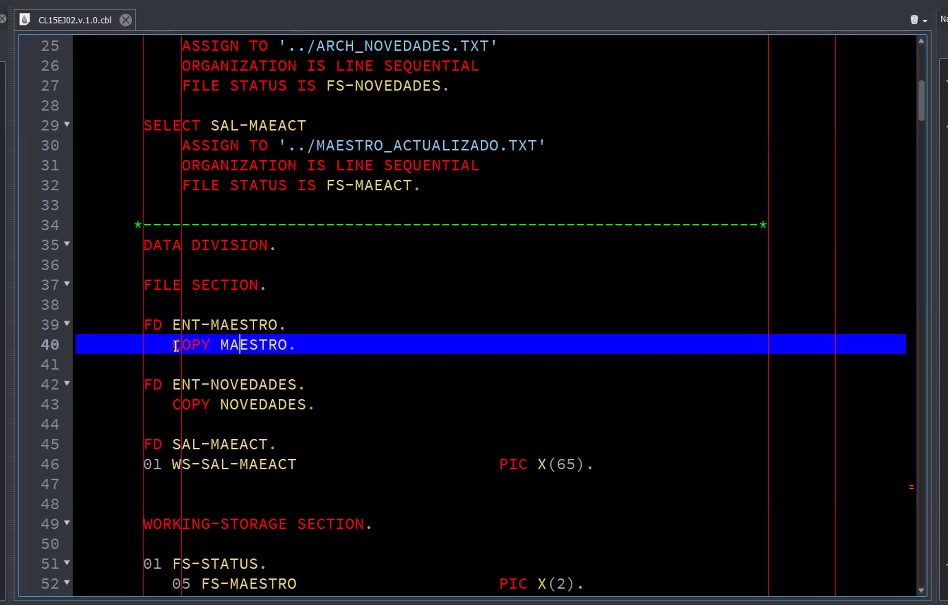 CL15EJ02.v.1.0.cbl
Na
25 ASSIGN TO '../ARCH_NOVEDADES.TXT'
26 ORGANIZATION IS LINE SEQUENTIAL
27 FILE STATUS IS FS-NOVEDADES.
28
29 SELECT SAL-MAEACT
30 ASSIGN TO '../MAESTRO_ACTUALIZADO.TXT'
31 ORGANIZATION IS LINE SEQUENTIAL
32 FILE STATUS IS FS-MAEACT.
33
34 *----------------------------------------------------------------*
35 DATA DIVISION.
36
37 FILE SECTION.
38
39 FD ENT-MAESTRO.
40 COPY MAESTRO.
41
42 FD ENT-NOVEDADES.
43 COPY NOVEDADES.
44
45 FD SAL-MAEACT.
46 01 WS-SAL-MAEACT PIC X(65).
47
48
49 WORKING-STORAGE SECTION.
50
51 01 FS-STATUS.
52 05 FS-MAESTRO PIC X(2).